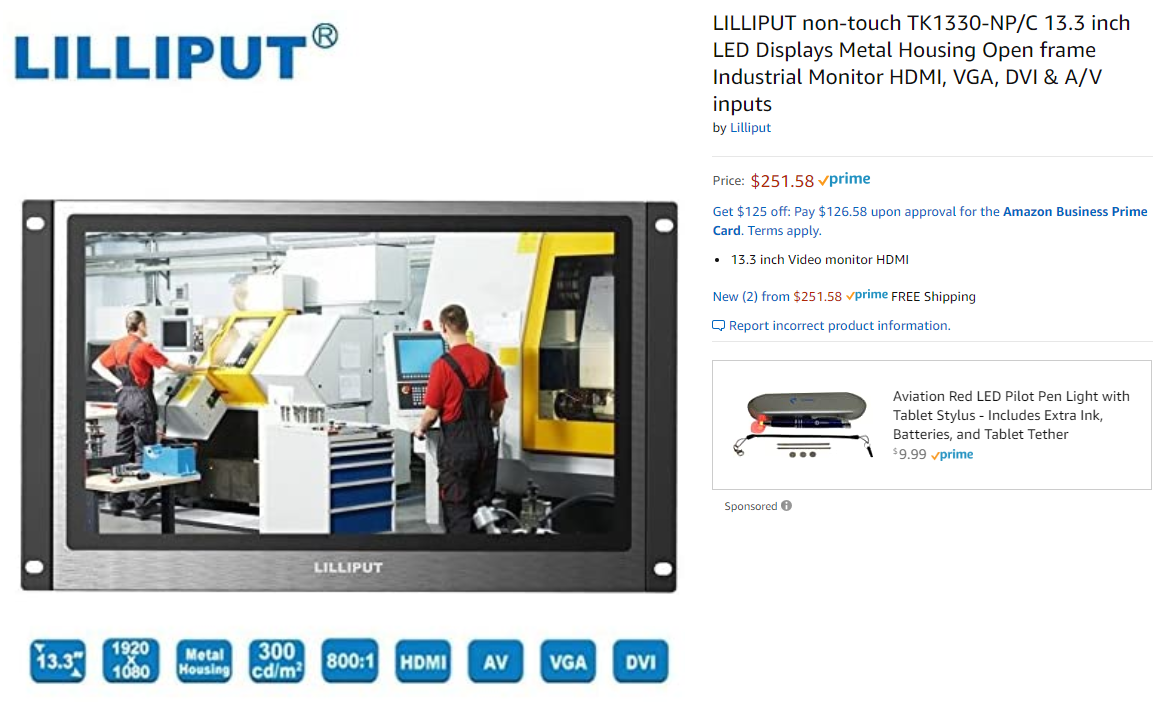 LILLIPUT®
LILLIPUT
13.3"
1920
X
1080
Metal
Housing
300
cd/m²
800:1
HDMI
AV
VGA
DVI
LILLIPUT non-touch TK1330-NP/C 13.3 inch
LED Displays Metal Housing Open frame
Industrial Monitor HDMI, VGA, DVI & A/V
inputs
by Lilliput
Price: $251.58 prime
Get $125 off: Pay $126.58 upon approval for the Amazon Business Prime
Card. Terms apply.
• 13.3 inch Video monitor HDMI
New (2) from $251.58 prime FREE Shipping
Report incorrect product information.
Aviation Red LED Pilot Pen Light with
Tablet Stylus - Includes Extra Ink,
Batteries, and Tablet Tether
$9.99 prime
Sponsored